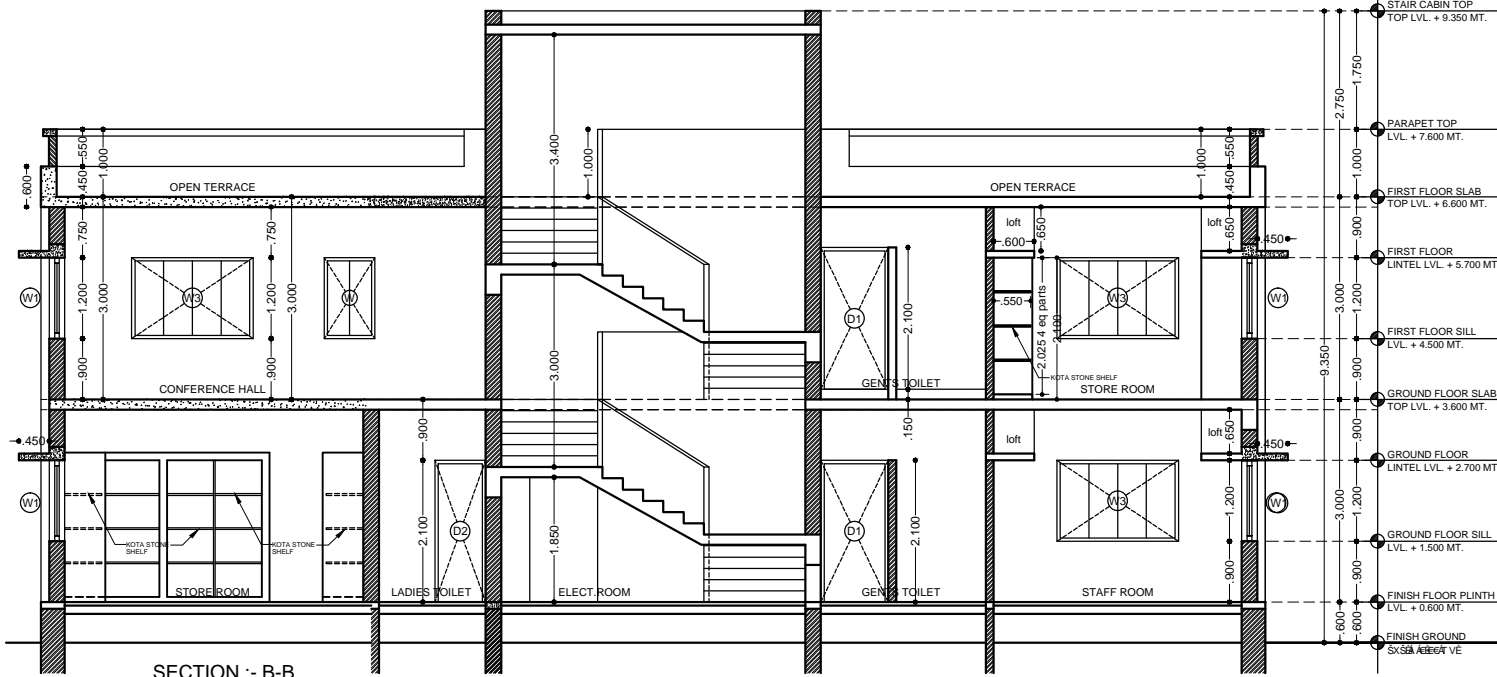 STAIR CABIN TOP
TOP LVL. + 9.350 MT.
1.750
2.750
3.400
PARAPET TOP
LVL. + 7.600 MT.
.550
1.000
.450
.600
1.000
1.000
.550
.450
1.000
OPEN TERRACE
OPEN TERRACE
FIRST FLOOR SLAB
TOP LVL. + 6.600 MT.
.750
.750
loft
.650
.600
loft
.650
.450
.900
FIRST FLOOR
LINTEL LVL. + 5.700 MT
W1
1.200
3.000
W3
1.200
3.000
W
D1
2.100
.550
2.025 4 eq parts
2.100
W3
W1
3.000
1.200
9.350
FIRST FLOOR SILL
LVL. + 4.500 MT.
.900
.900
3.000
KOTA STONE SHELF
.900
CONFERENCE HALL
GENTS TOILET
STORE ROOM
GROUND FLOOR SLAB
TOP LVL. + 3.600 MT.
.450
.900
.150
loft
loft
.650
.450
.900
GROUND FLOOR
LINTEL LVL. + 2.700 MT
W1
2.100
D2
1.850
D1
2.100
W3
1.200
W1
3.000
1.200
KOTA STONE
SHELF
KOTA STONE
SHELF
GROUND FLOOR SILL
LVL. + 1.500 MT.
.900
.900
STORE ROOM
LADIES TOILET
ELECT.ROOM
GENTS TOILET
STAFF ROOM
FINISH FLOOR PLINTH
LVL. + 0.600 MT.
.600
.600
FINISH GROUND
SECTION :- B-B